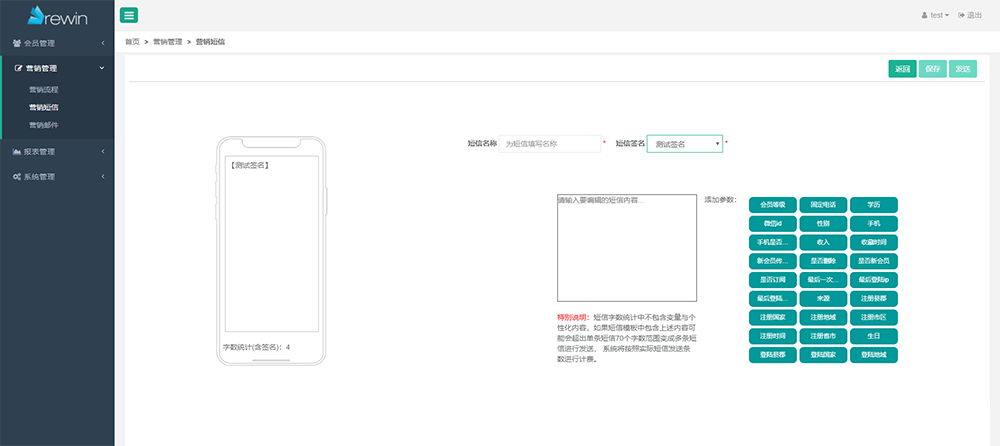 rewin
test
退出
会员管理
营销管理
营销流程
营销短信
营销邮件
报表管理
系统管理
首页 > 营销管理 > 营销短信
返回
保存
发送
【测试签名】
字数统计(含签名)：4
短信名称
为短信填写名称
*
短信签名
测试签名
*
请输入要编辑的短信内容...
特别说明：短信字数统计中不包含变量与个
性化内容，如果短信模板中包含上述内容可
能会超出单条短信70个字数范围变成多条短
信进行发送，系统将按照实际短信发送条
数进行计费。
添加参数：
会员等级 固定电话 学历
微信id 性别 手机
手机是否... 收入 收藏时间
新会员传... 是否删除 是否新会员
是否订阅 最后一次... 最后登陆ip
最后登陆... 来源 注册县郡
注册国家 注册地域 注册市区
注册时间 注册省市 生日
登陆县郡 登陆国家 登陆地域